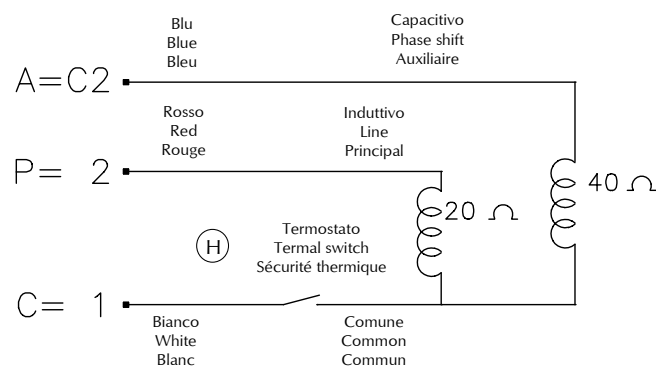 Blu
Blue
Bleu
Capacitivo
Phase shift
Auxiliaire
A=C2
Rosso
Red
Rouge
Induttivo
Line
Principal
P= 2
40 Ω
20 Ω
H
Termostato
Termal switch
Sécurité thermique
C= 1
Bianco
White
Blanc
Comune
Common
Commun